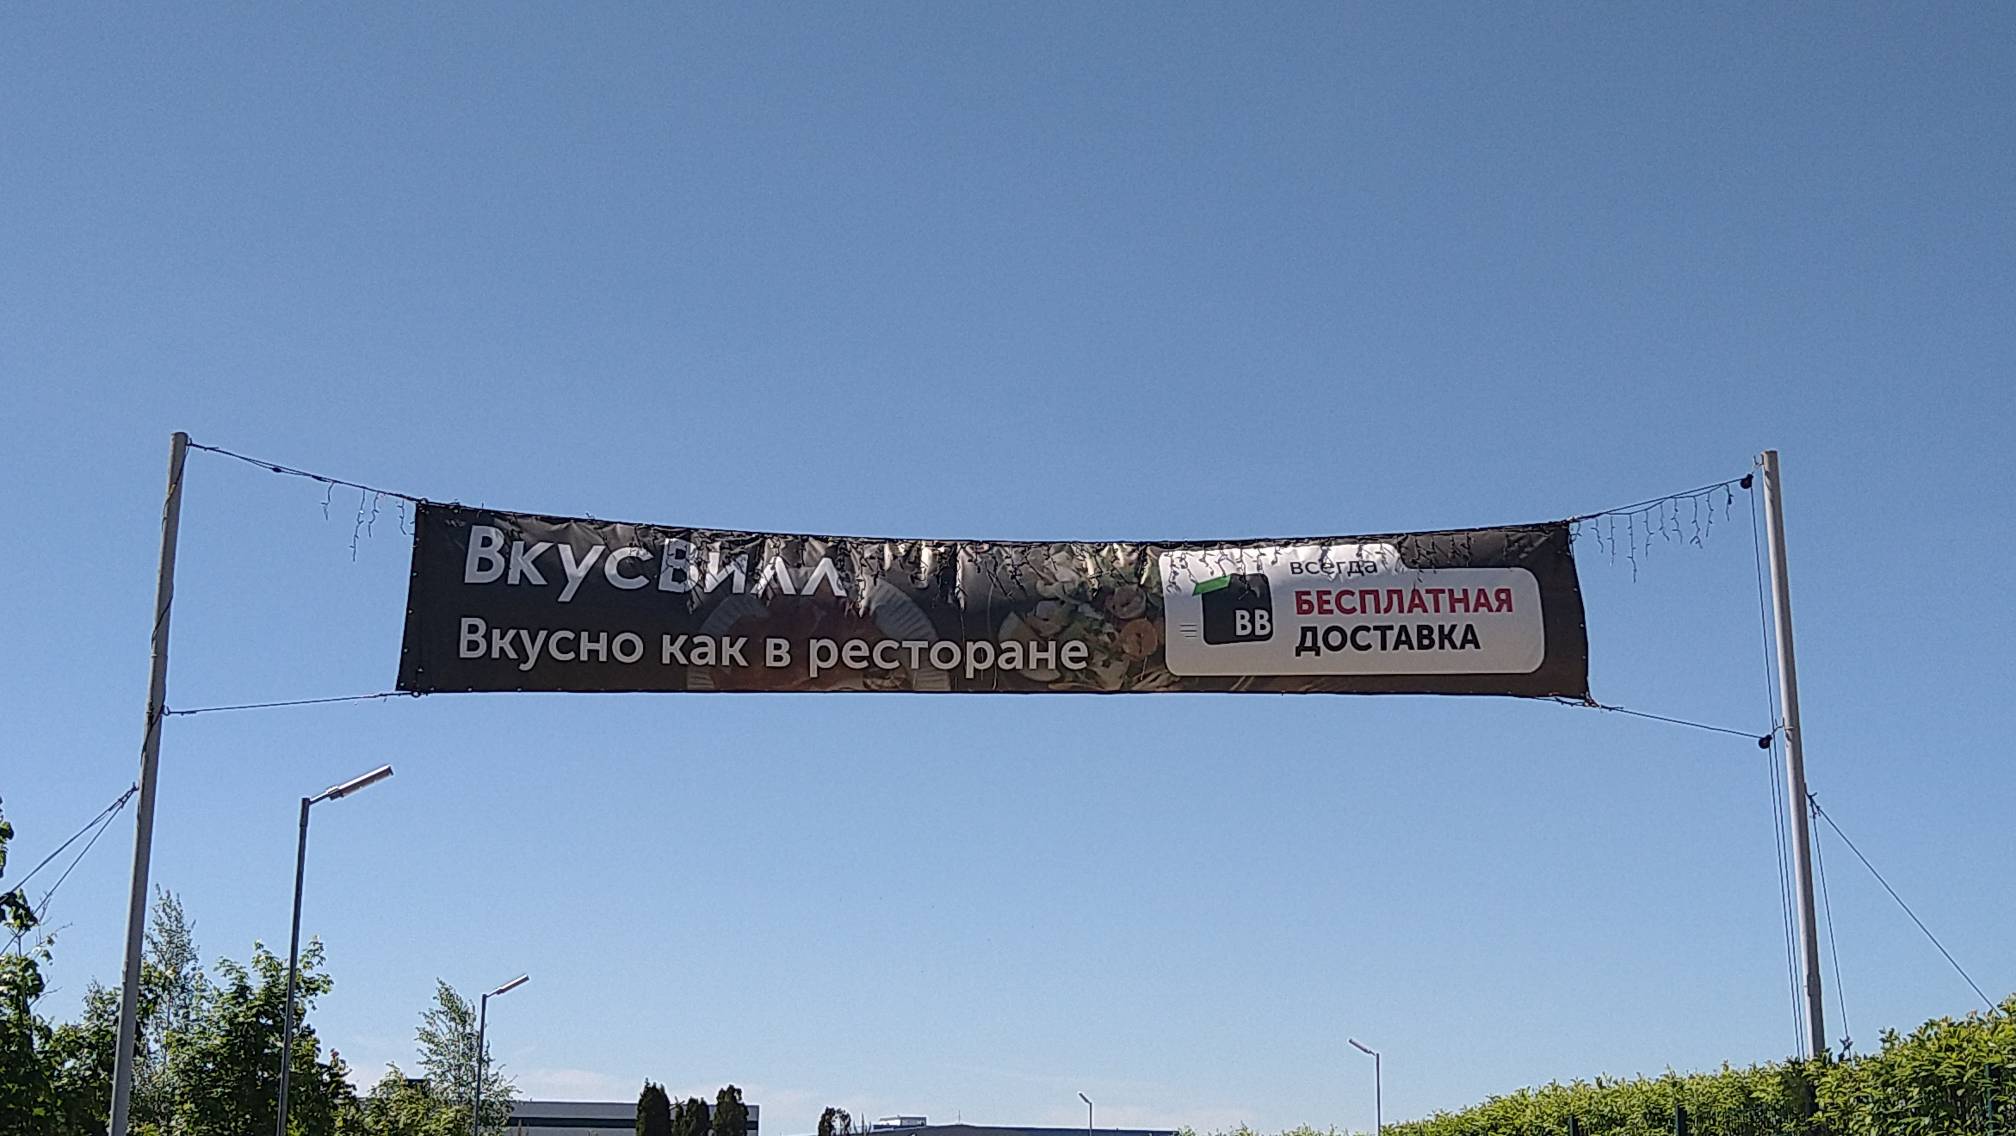 ВкусВилл
Вкусно как в ресторане
ВВ
всегда
БЕСПЛАТНАЯ
ДОСТАВКА